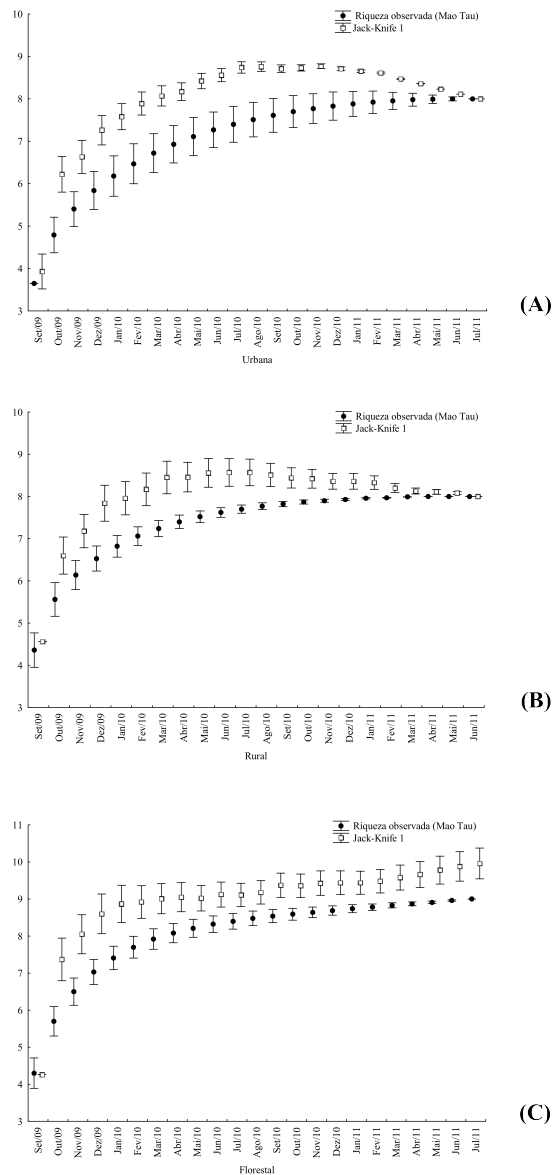 10
9
8
7
6
5
4
3
Riqueza observada (Mao Tau)
Jack-Knife 1
Set/09
Out/09
Nov/09
Dez/09
Jan/10
Fev/10
Mar/10
Abr/10
Mai/10
Jun/10
Jul/10
Ago/10
Set/10
Out/10
Nov/10
Dez/10
Jan/11
Fev/11
Mar/11
Abr/11
Mai/11
Jun/11
Jul/11
Urbana
(A)
10
9
8
7
6
5
4
3
Riqueza observada (Mao Tau)
Jack-Knife 1
Set/09
Out/09
Nov/09
Dez/09
Jan/10
Fev/10
Mar/10
Abr/10
Mai/10
Jun/10
Jul/10
Ago/10
Set/10
Out/10
Nov/10
Dez/10
Jan/11
Fev/11
Mar/11
Abr/11
Mai/11
Jun/11
Rural
(B)
11
10
9
8
7
6
5
4
3
Riqueza observada (Mao Tau)
Jack-Knife 1
Set/09
Out/09
Nov/09
Dez/09
Jan/10
Fev/10
Mar/10
Abr/10
Mai/10
Jun/10
Jul/10
Ago/10
Set/10
Out/10
Nov/10
Dez/10
Jan/11
Fev/11
Mar/11
Abr/11
Mai/11
Jun/11
Jul/11
Florestal
(C)